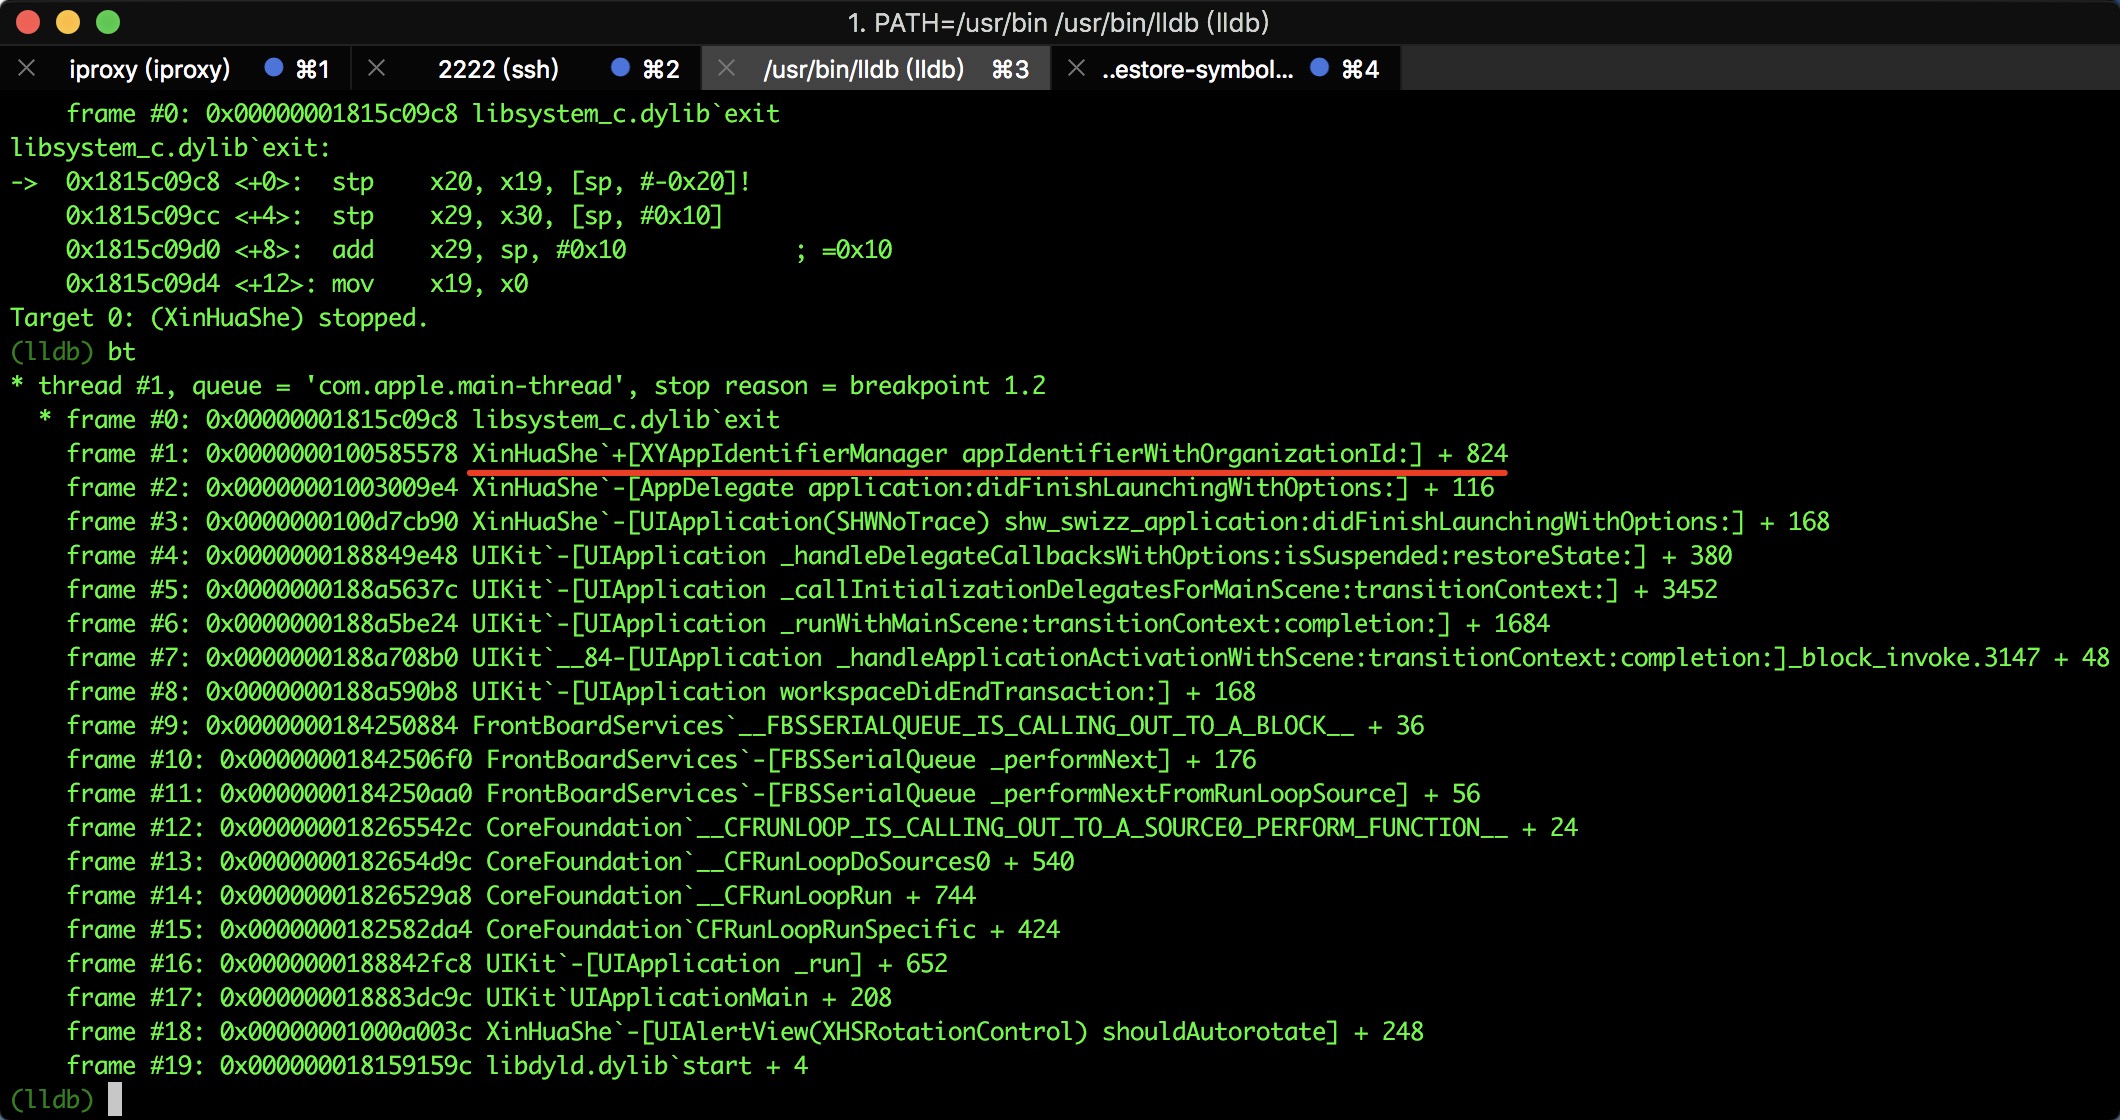 1. PATH=/usr/bin /usr/bin/lldb (lldb)
iproxy (iproxy) ⌘1 2222 (ssh) ⌘2 /usr/bin/lldb (lldb) ⌘3 ..estore-symbol... ⌘4
frame #0: 0x00000001815c09c8 libsystem_c.dylib`exit
libsystem_c.dylib`exit:
-> 0x1815c09c8 <+0>: stp x20, x19, [sp, #-0x20]!
0x1815c09cc <+4>: stp x29, x30, [sp, #0x10]
0x1815c09d0 <+8>: add x29, sp, #0x10 ; =0x10
0x1815c09d4 <+12>: mov x19, x0
Target 0: (XinHuaShe) stopped.
(lldb) bt
* thread #1, queue = 'com.apple.main-thread', stop reason = breakpoint 1.2
* frame #0: 0x00000001815c09c8 libsystem_c.dylib`exit
frame #1: 0x0000000100585578 XinHuaShe`+[XYAppIdentifierManager appIdentifierWithOrganizationId:] + 824
frame #2: 0x00000001003009e4 XinHuaShe`-[AppDelegate application:didFinishLaunchingWithOptions:] + 116
frame #3: 0x0000000100d7cb90 XinHuaShe`-[UIApplication(SHWNoTrace) shw_swizz_application:didFinishLaunchingWithOptions:] + 168
frame #4: 0x0000000188849e48 UIKit`-[UIApplication _handleDelegateCallbacksWithOptions:isSuspended:restoreState:] + 380
frame #5: 0x0000000188a5637c UIKit`-[UIApplication _callInitializationDelegatesForMainScene:transitionContext:] + 3452
frame #6: 0x0000000188a5be24 UIKit`-[UIApplication _runWithMainScene:transitionContext:completion:] + 1684
frame #7: 0x0000000188a708b0 UIKit`__84-[UIApplication _handleApplicationActivationWithScene:transitionContext:completion:]_block_invoke.3147 + 48
frame #8: 0x0000000188a590b8 UIKit`-[UIApplication workspaceDidEndTransaction:] + 168
frame #9: 0x0000000184250884 FrontBoardServices`__FBSSERIALQUEUE_IS_CALLING_OUT_TO_A_BLOCK__ + 36
frame #10: 0x00000001842506f0 FrontBoardServices`-[FBSSerialQueue _performNext] + 176
frame #11: 0x0000000184250aa0 FrontBoardServices`-[FBSSerialQueue _performNextFromRunLoopSource] + 56
frame #12: 0x000000018265542c CoreFoundation`__CFRUNLOOP_IS_CALLING_OUT_TO_A_SOURCE0_PERFORM_FUNCTION__ + 24
frame #13: 0x0000000182654d9c CoreFoundation`__CFRunLoopDoSources0 + 540
frame #14: 0x00000001826529a8 CoreFoundation`__CFRunLoopRun + 744
frame #15: 0x0000000182582da4 CoreFoundation`CFRunLoopRunSpecific + 424
frame #16: 0x0000000188842fc8 UIKit`-[UIApplication _run] + 652
frame #17: 0x000000018883dc9c UIKit`UIApplicationMain + 208
frame #18: 0x00000001000a003c XinHuaShe`-[UIAlertView(XHSRotationControl) shouldAutorotate] + 248
frame #19: 0x000000018159159c libdyld.dylib`start + 4
(lldb)